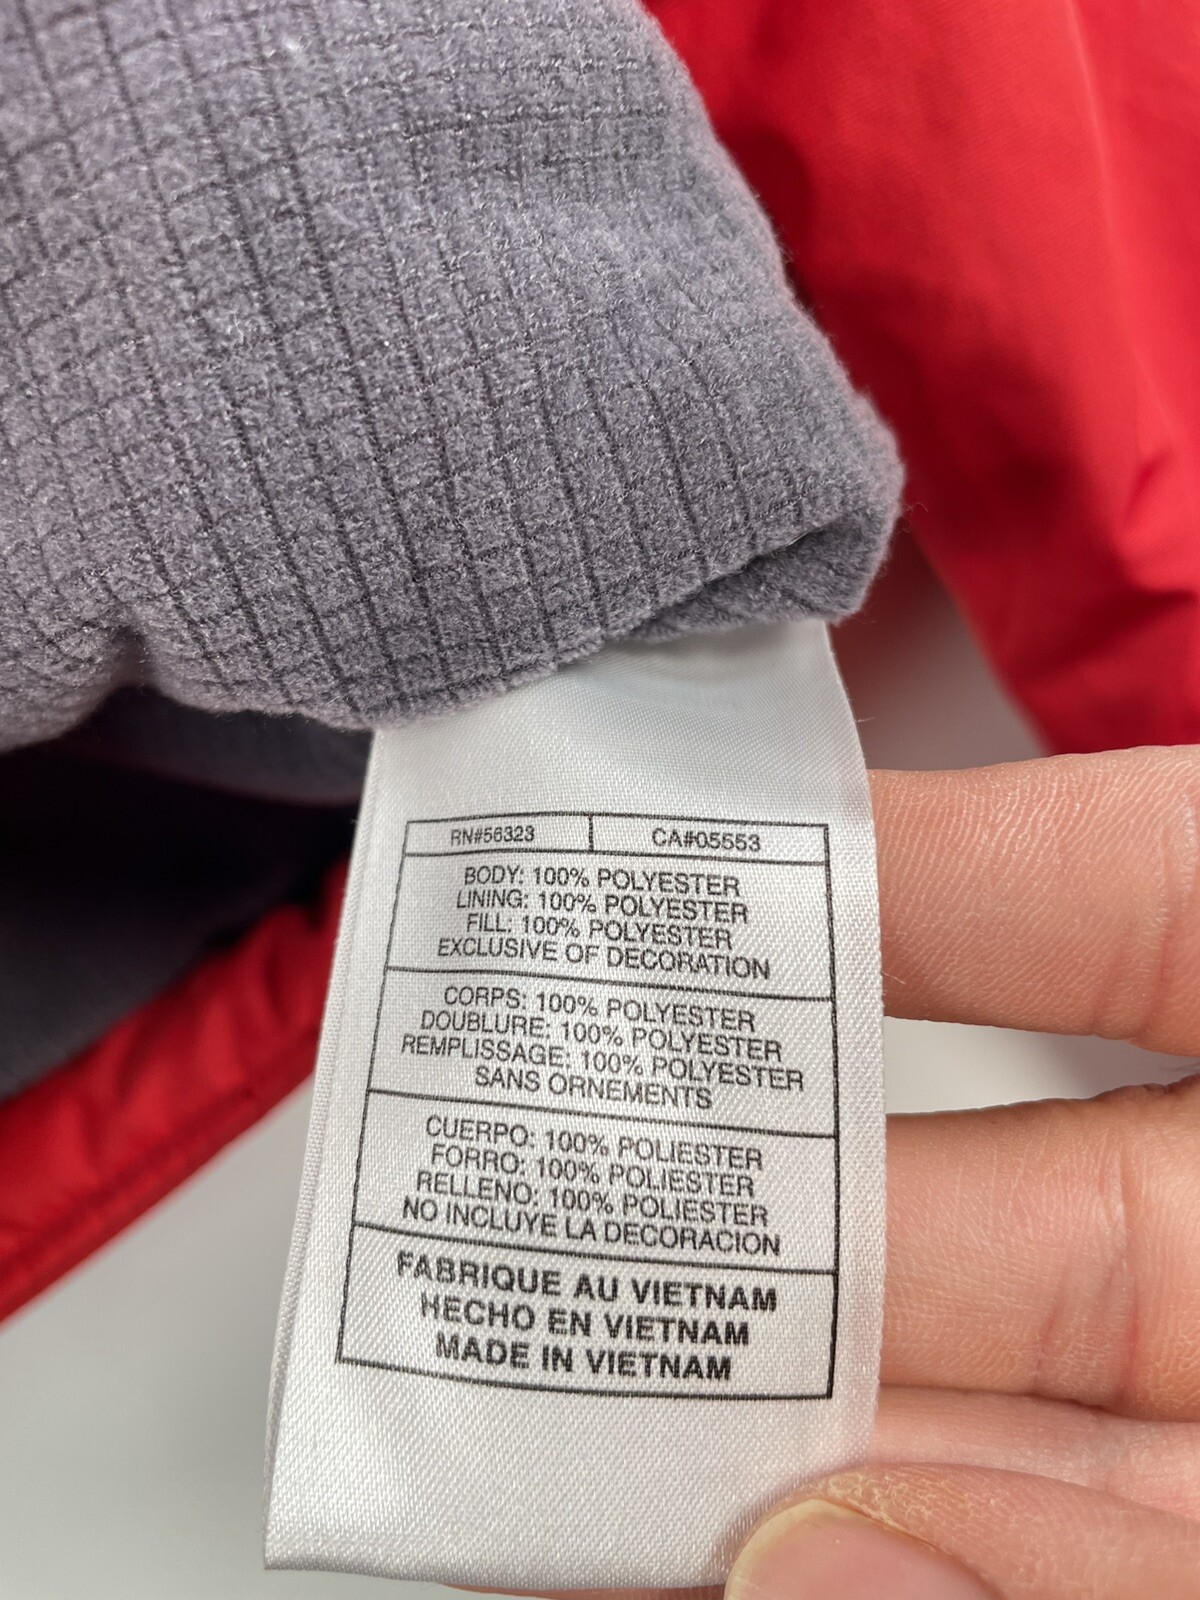 RN#56323 CA#05553
BODY: 100% POLYESTER
LINING: 100% POLYESTER
FILL: 100% POLYESTER
EXCLUSIVE OF DECORATION
CORPS: 100% POLYESTER
DOUBLURE: 100% POLYESTER
REMPLISSAGE: 100% POLYESTER
SANS ORNEMENTS
CUERPO: 100% POLIESTER
FORRO: 100% POLIESTER
RELLENO: 100% POLIESTER
NO INCLUYE LA DECORACION
FABRIQUE AU VIETNAM
HECHO EN VIETNAM
MADE IN VIETNAM